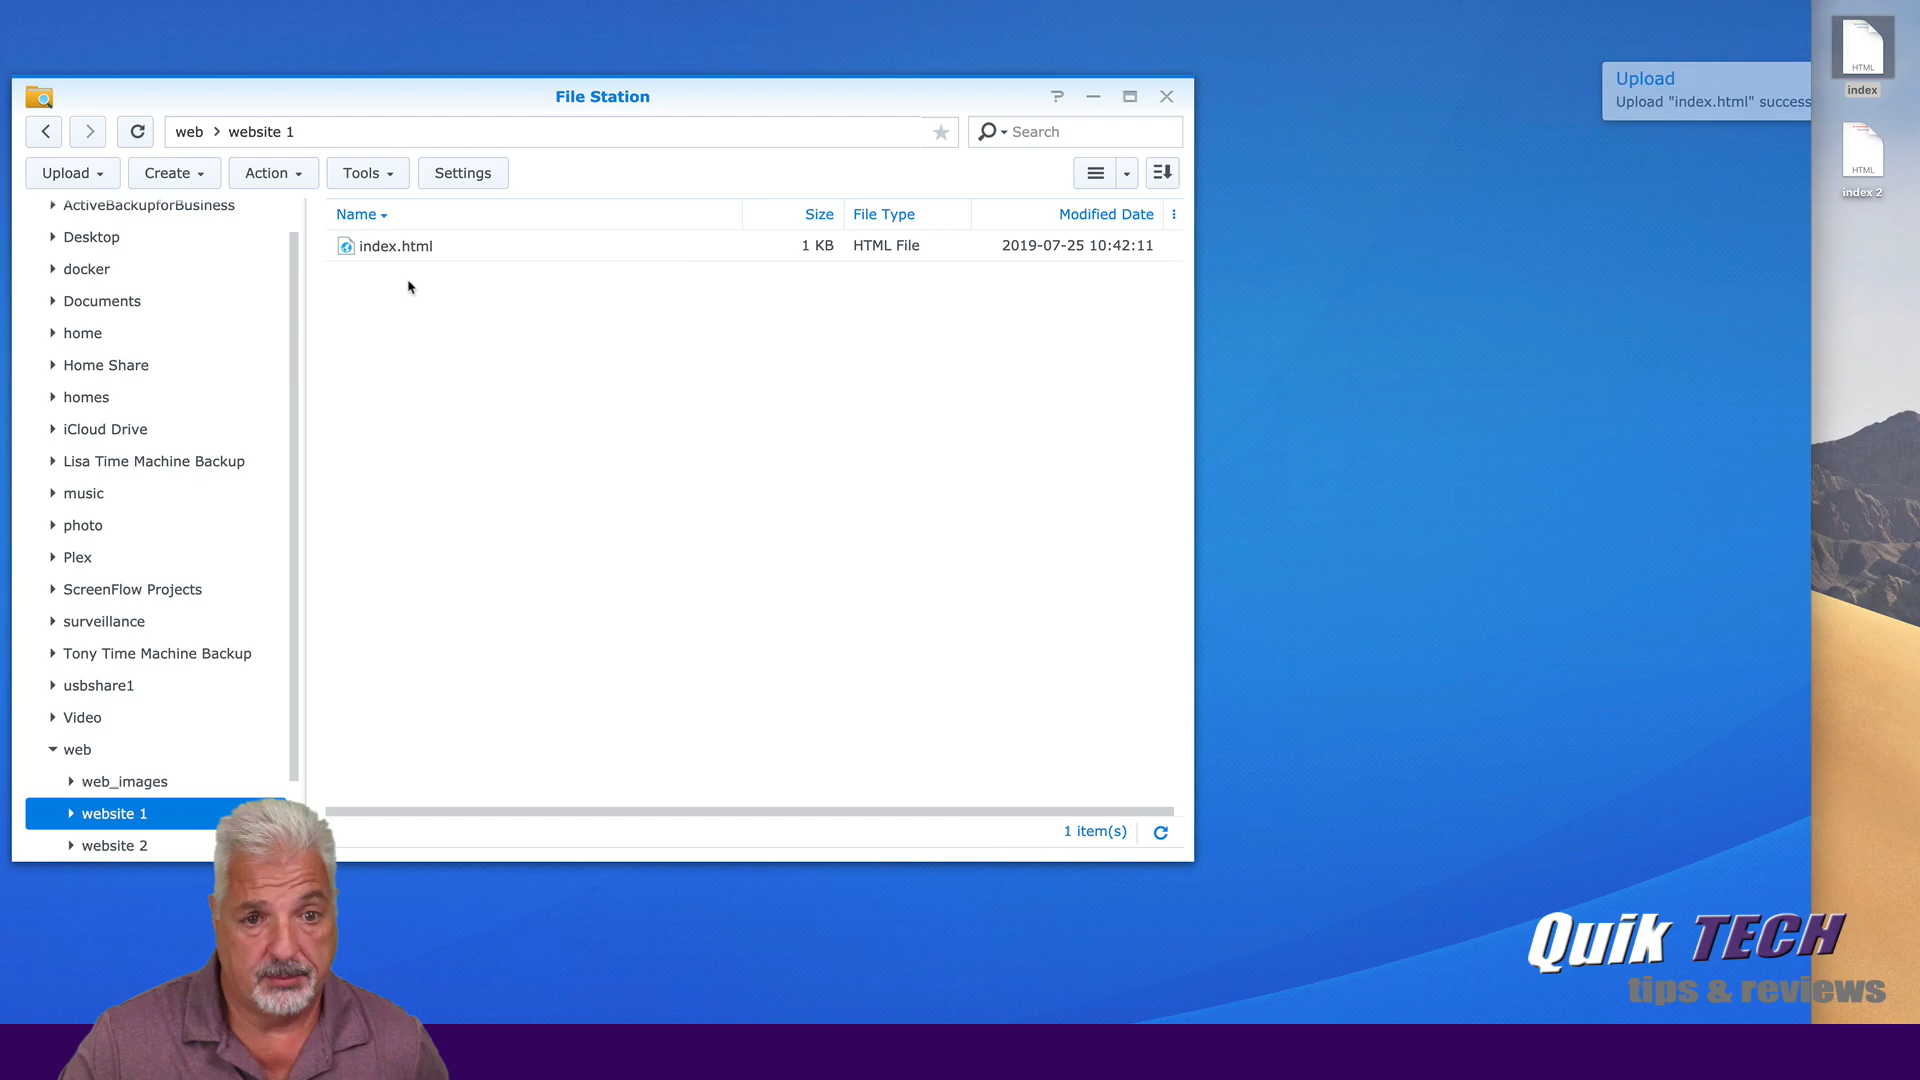 File Station
web > website 1
Search
Upload
Create
Action
Tools
Settings
ActiveBackupforBusiness
Desktop
docker
Documents
home
Home Share
homes
iCloud Drive
Lisa Time Machine Backup
music
photo
Plex
ScreenFlow Projects
surveillance
Tony Time Machine Backup
usbshare1
Video
web
web_images
website 1
website 2
Name Size File Type Modified Date
index.html 1 KB HTML File 2019-07-25 10:42:11
1 item(s)
Upload
Upload "index.html" success
HTML
index
HTML
index 2
Quik TECH
tips & reviews